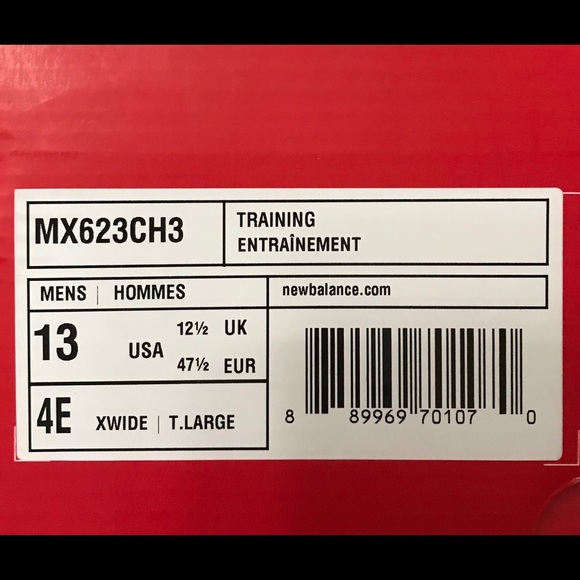 MX623CH3
TRAINING
ENTRAÎNEMENT
MENS | HOMMES
newbalance.com
13 USA
12½ UK
47½ EUR
4E XWIDE | T.LARGE
8 89969 70107 0